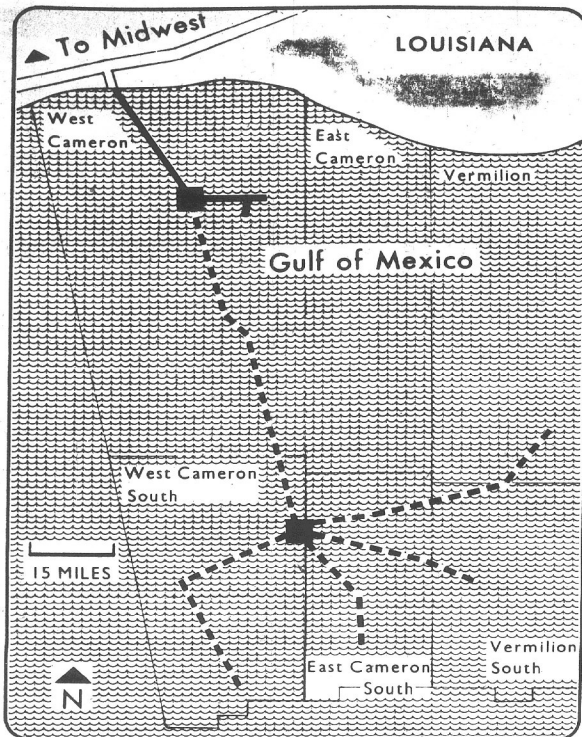 To Midwest
LOUISIANA
West
Cameron
East
Cameron
Vermilion
Gulf of Mexico
West Cameron
South
15 MILES
N
East Cameron
South
Vermilion
South